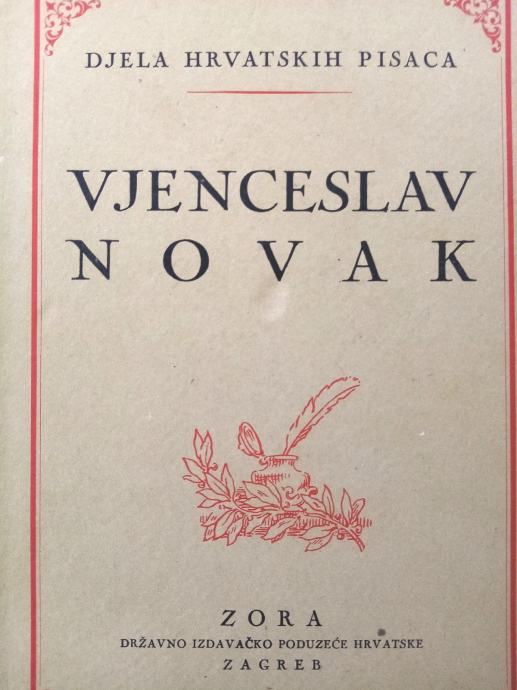 DJELA HRVATSKIH PISACA
VJENCESLAV
NOVAK
ZORA
DRŽAVNO IZDAVAČKO PODUZEĆE HRVATSKE
ZAGREB